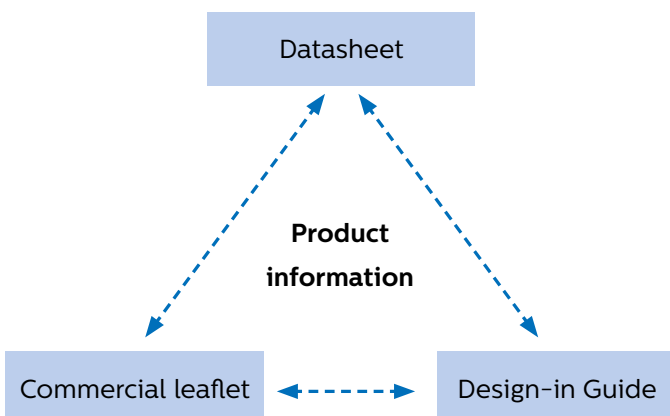 Datasheet
Product
information
Commercial leaflet
Design-in Guide